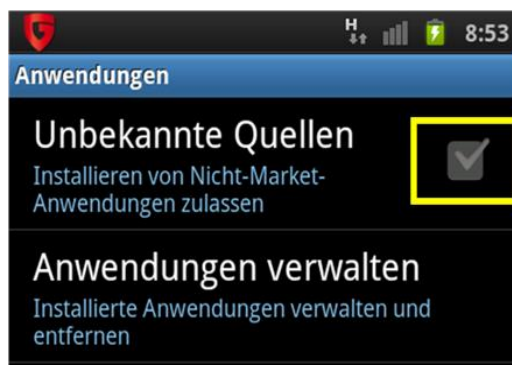 H 8:53
Anwendungen
Unbekannte Quellen
Installieren von Nicht-Market-
Anwendungen zulassen
Anwendungen verwalten
Installierte Anwendungen verwalten und
entfernen